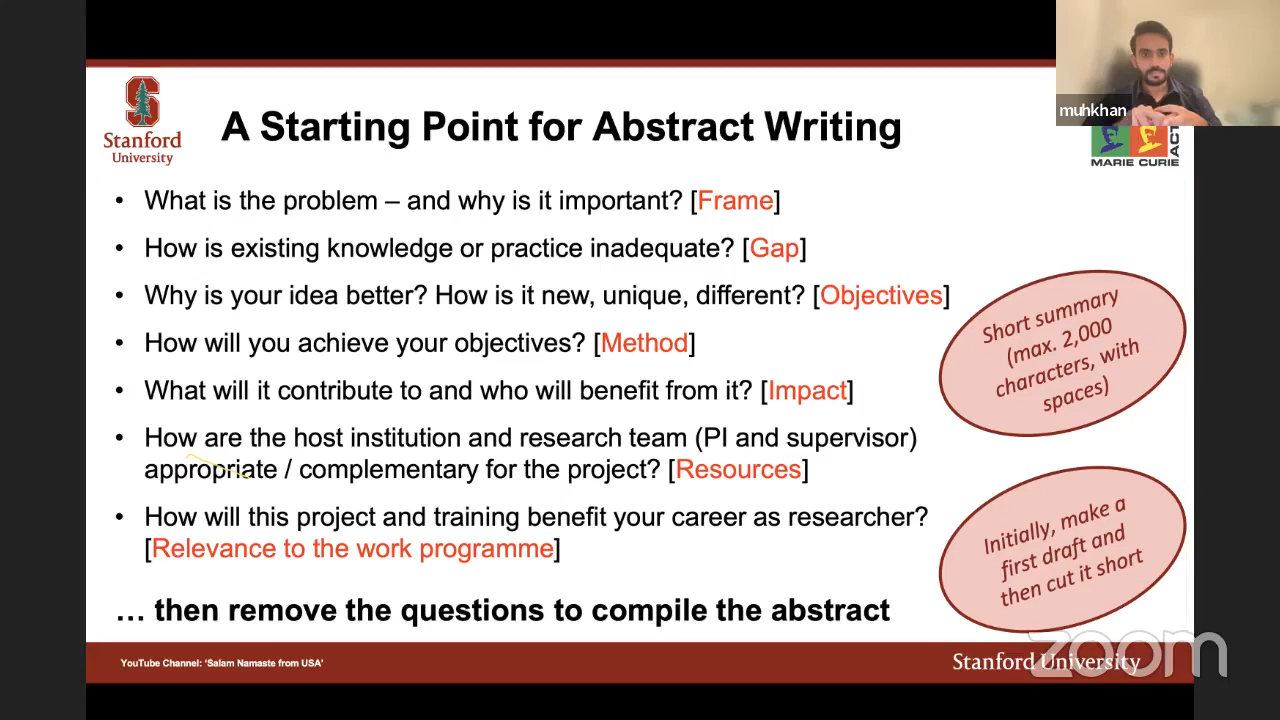 muhkhan
Stanford
University
A Starting Point for Abstract Writing
MARIE CURIE
ACT
• What is the problem – and why is it important? [Frame]
• How is existing knowledge or practice inadequate? [Gap]
• Why is your idea better? How is it new, unique, different? [Objectives]
• How will you achieve your objectives? [Method]
• What will it contribute to and who will benefit from it? [Impact]
• How are the host institution and research team (PI and supervisor)
appropriate / complementary for the project? [Resources]
• How will this project and training benefit your career as researcher?
[Relevance to the work programme]
… then remove the questions to compile the abstract
Short summary
(max. 2,000
characters, with
spaces)
Initially, make a
first draft and
then cut it short
YouTube Channel: ‘Salam Namaste from USA’
Stanford University
zoom